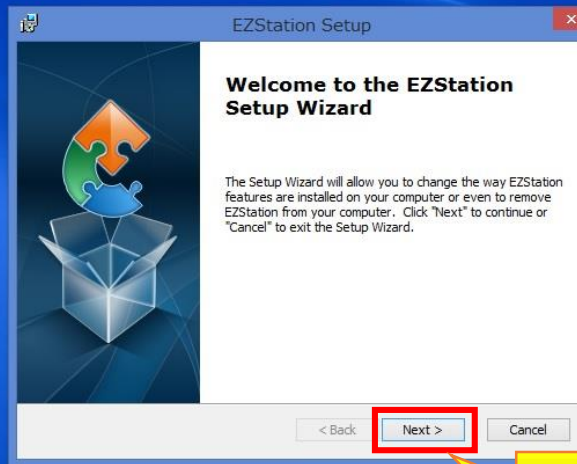 EZStation Setup
Welcome to the EZStation
Setup Wizard
The Setup Wizard will allow you to change the way EZStation
features are installed on your computer or even to remove
EZStation from your computer. Click "Next" to continue or
"Cancel" to exit the Setup Wizard.
< Back Next > Cancel